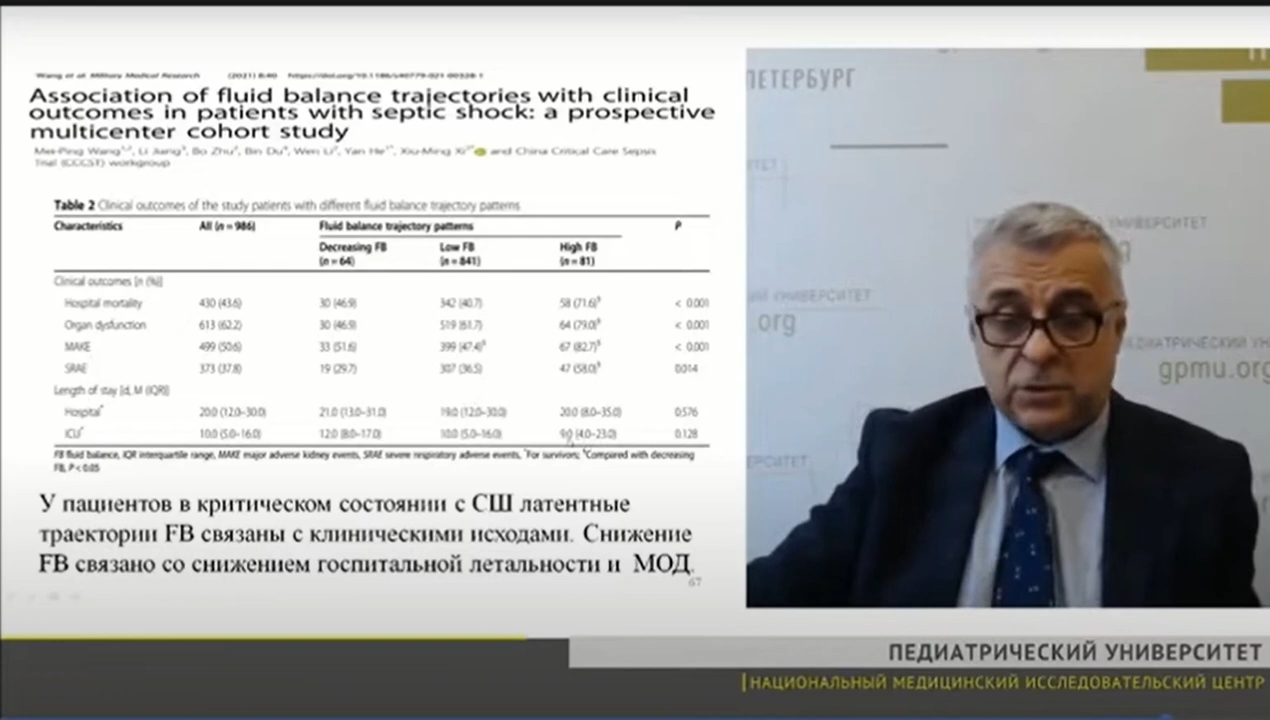 Wang et al. Military Medical Research (2021) 8:40 https://doi.org/10.1186/s40779-021-00328-1
Association of fluid balance trajectories with clinical
outcomes in patients with septic shock: a prospective
multicenter cohort study
Mei-Ping Wang, Li Jiang, Bo Zhu, Bin Du, Wen Li, Yan He, Xiu-Ming Xi and China Critical Care Sepsis
Trial (CCCST) workgroup
Table 2 Clinical outcomes of the study patients with different fluid balance trajectory patterns
Characteristics All (n = 986) Fluid balance trajectory patterns P
Decreasing FB Low FB High FB
(n = 64) (n = 841) (n = 81)
Clinical outcomes [n (%)]
Hospital mortality 430 (43.6) 30 (46.9) 342 (40.7) 58 (71.6)§ < 0.001
Organ dysfunction 613 (62.2) 30 (46.9) 519 (61.7) 64 (79.0)§ < 0.001
MAKE 499 (50.6) 33 (51.6) 399 (47.4)§ 67 (82.7)§ < 0.001
SRAE 373 (37.8) 19 (29.7) 307 (36.5) 47 (58.0)§ 0.014
Length of stay [d, M (IQR)]
Hospital* 20.0 (12.0–30.0) 21.0 (13.0–31.0) 19.0 (12.0–30.0) 20.0 (8.0–35.0) 0.576
ICU* 10.0 (5.0–16.0) 12.0 (8.0–17.0) 10.0 (5.0–16.0) 9.0 (4.0–23.0) 0.128
FB fluid balance, IQR interquartile range, MAKE major adverse kidney events, SRAE severe respiratory adverse events, *For survivors; §Compared with decreasing
FB, P < 0.05
У пациентов в критическом состоянии с СШ латентные
траектории FB связаны с клиническими исходами. Снижение
FB связано со снижением госпитальной летальности и МОД.
67
ПЕТЕРБУРГ
УНИВЕРСИТЕТ
УНИВЕРСИТЕТ
.org
ПЕДИАТРИЧЕСКИЙ
gpmu.org
ПЕДИАТРИЧЕСКИЙ УНИВЕРСИТЕТ
НАЦИОНАЛЬНЫЙ МЕДИЦИНСКИЙ ИССЛЕДОВАТЕЛЬСКИЙ ЦЕНТР